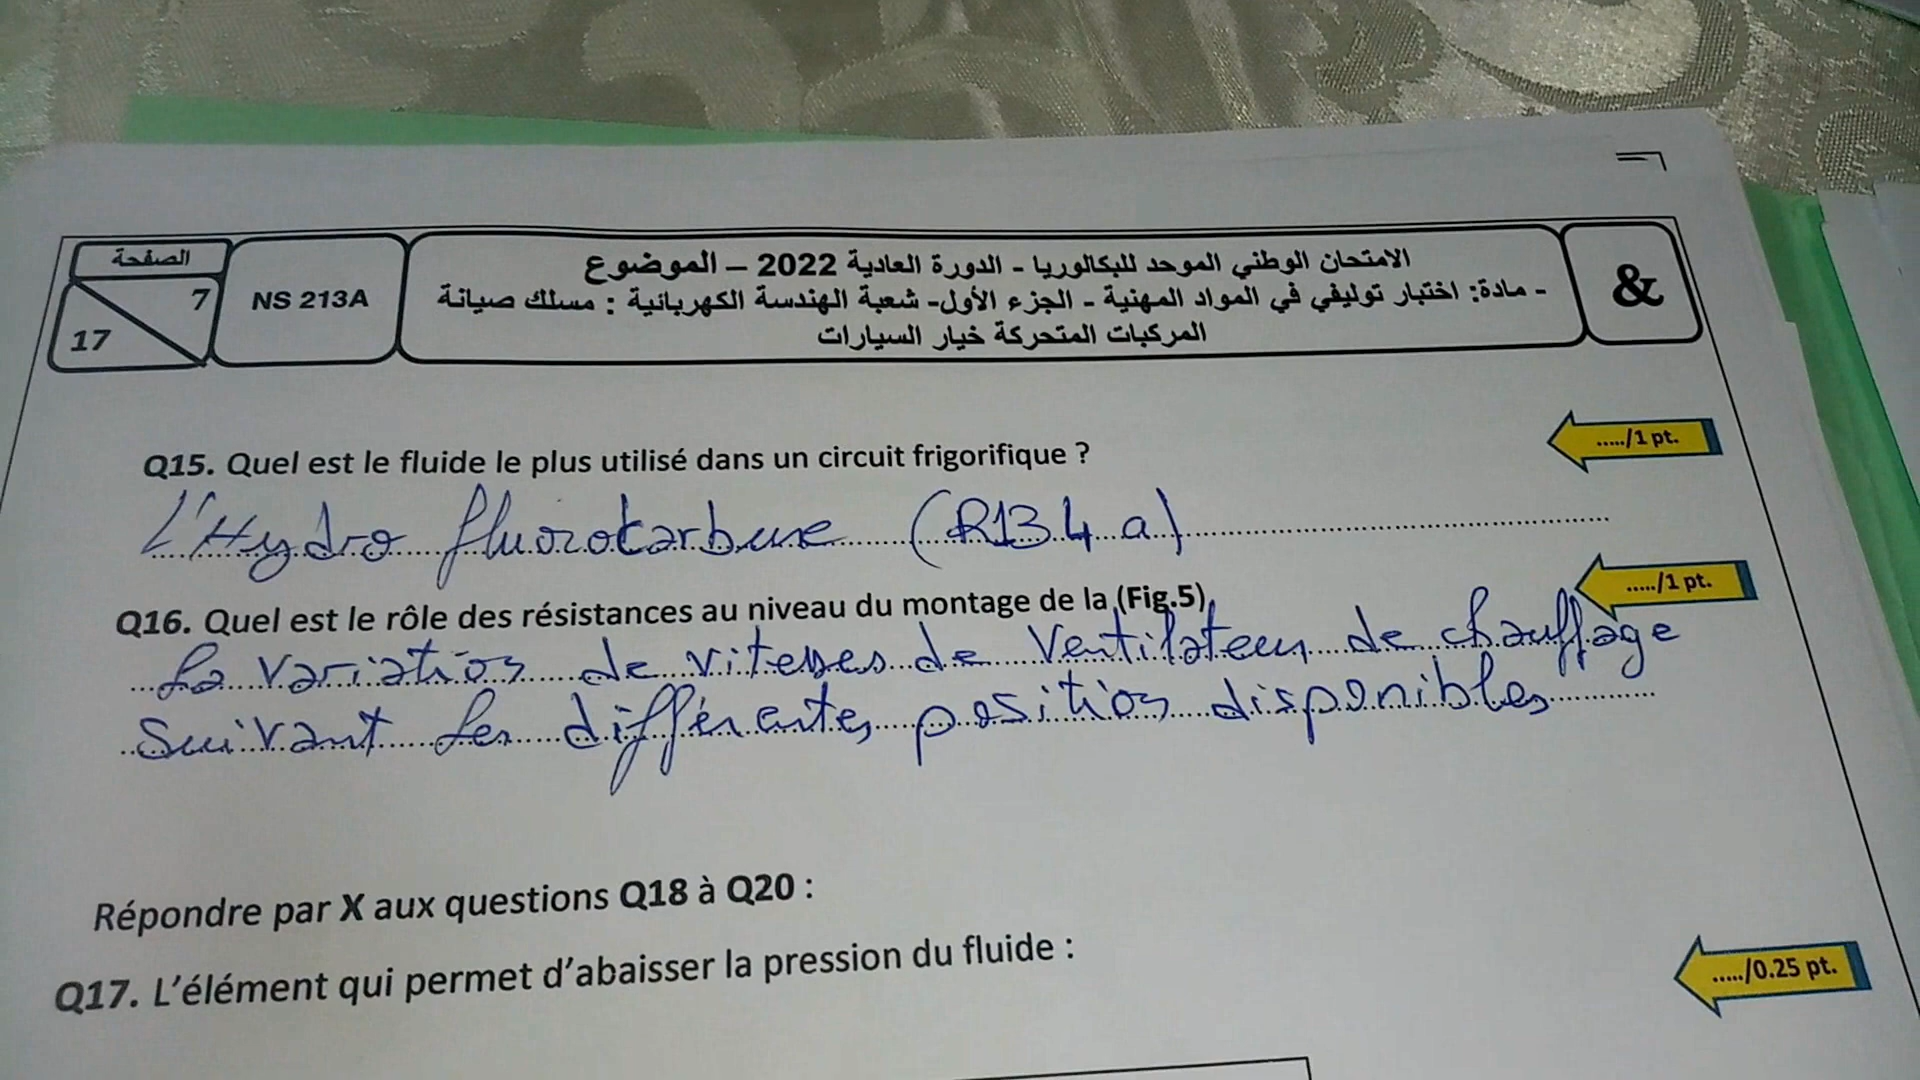 الصفحة
7
17
NS 213A
الامتحان الوطني الموحد للبكالوريا - الدورة العادية 2022 – الموضوع
- مادة: اختبار توليفي في المواد المهنية - الجزء الأول- شعبة الهندسة الكهربائية : مسلك صيانة
المركبات المتحركة خيار السيارات
&
Q15. Quel est le fluide le plus utilisé dans un circuit frigorifique ?
...../1 pt.
L'Hydro fluorocarbure (R134a)
Q16. Quel est le rôle des résistances au niveau du montage de la (Fig.5)
...../1 pt.
La variation de vitesses de ventilateur de chauffage
suivant les différentes position disponibles
Répondre par X aux questions Q18 à Q20 :
Q17. L'élément qui permet d'abaisser la pression du fluide :
...../0.25 pt.